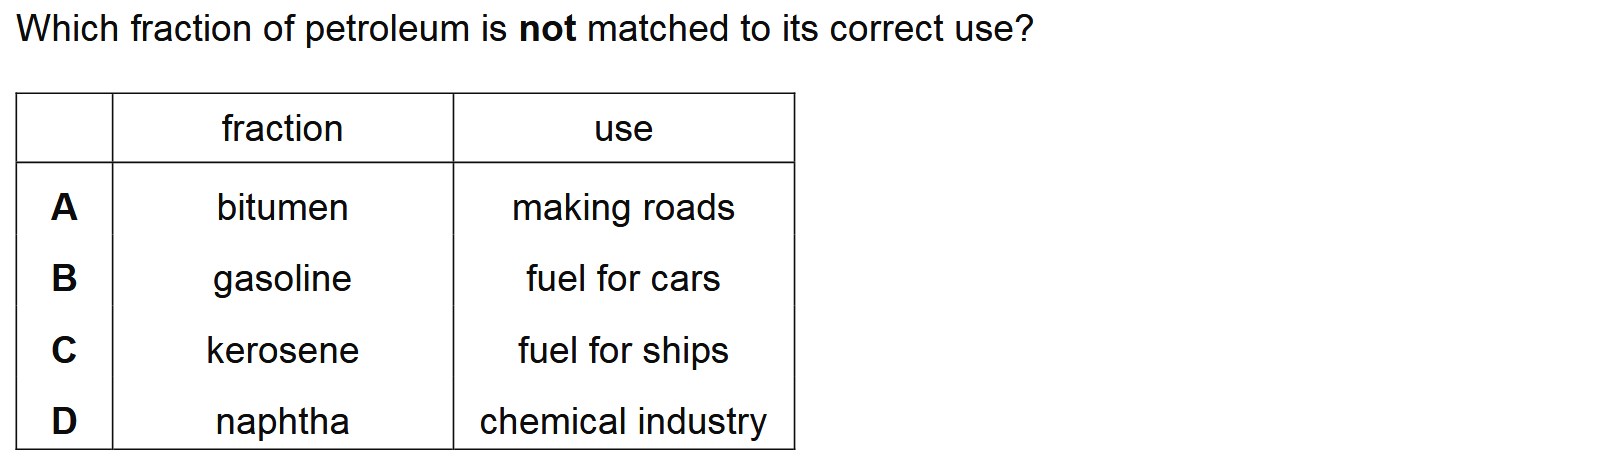 Which fraction of petroleum is not matched to its correct use?
fraction use
A bitumen making roads
B gasoline fuel for cars
C kerosene fuel for ships
D naphtha chemical industry